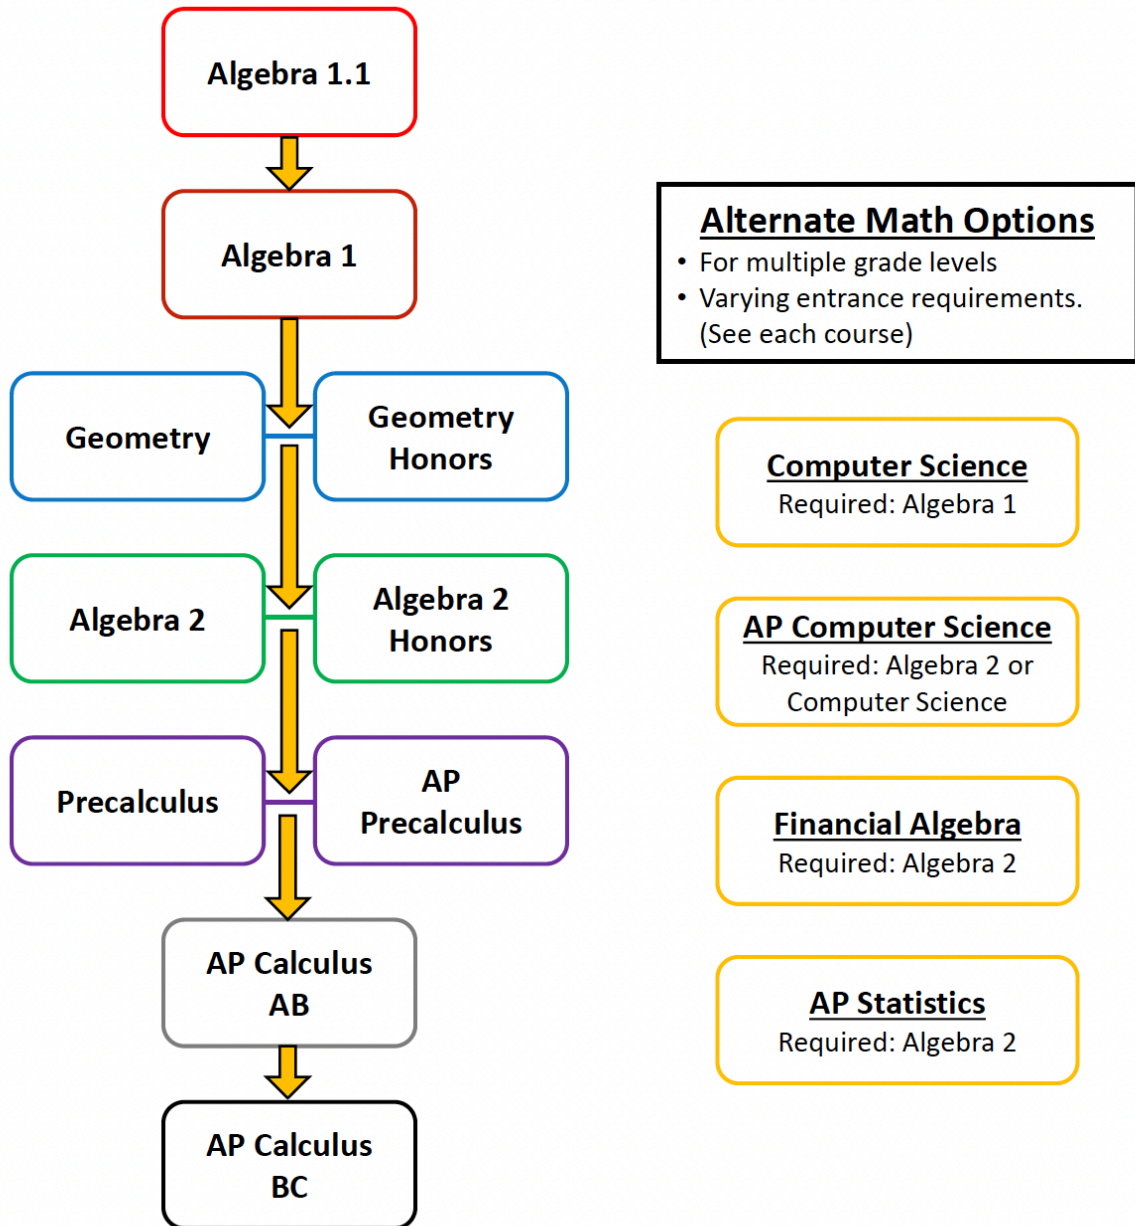 Algebra 1.1
Algebra 1
Geometry
Geometry
Honors
Algebra 2
Algebra 2
Honors
Precalculus
AP
Precalculus
AP Calculus
AB
AP Calculus
BC
Alternate Math Options
• For multiple grade levels
• Varying entrance requirements.
(See each course)
Computer Science
Required: Algebra 1
AP Computer Science
Required: Algebra 2 or
Computer Science
Financial Algebra
Required: Algebra 2
AP Statistics
Required: Algebra 2